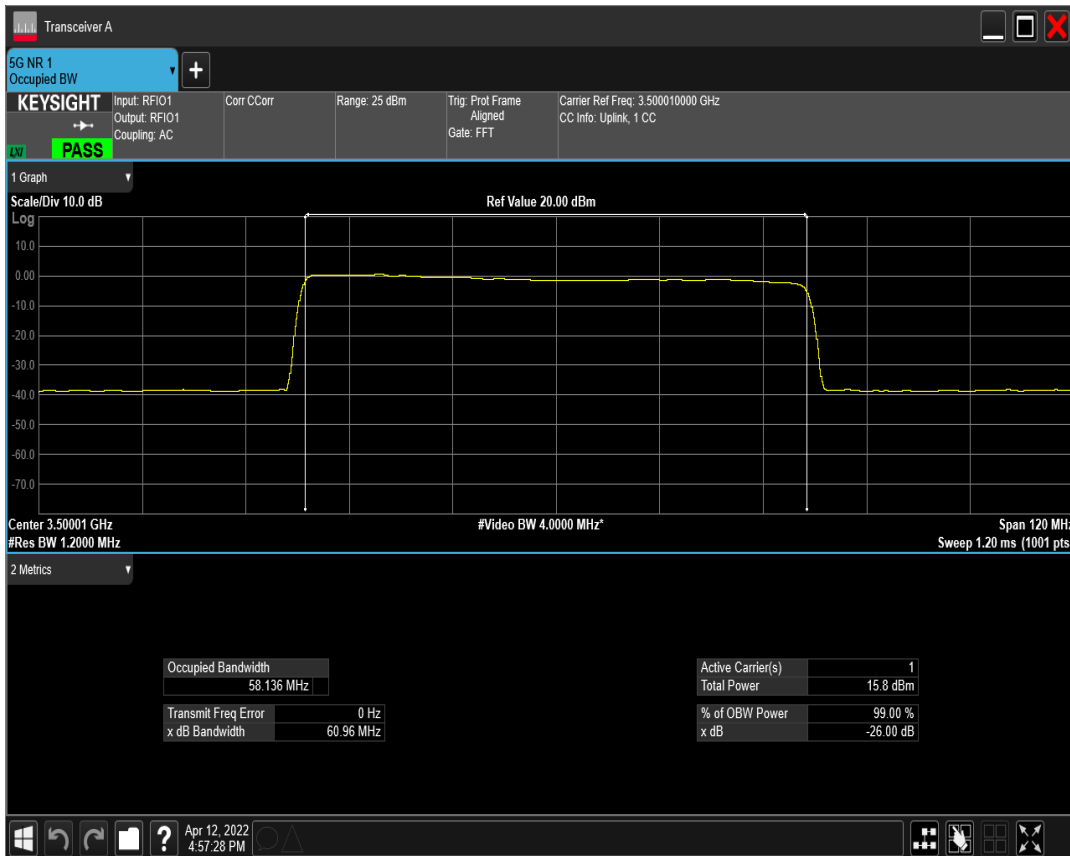 Transceiver A
5G NR 1
Occupied BW
+
KEYSIGHT
LXI
PASS
Input: RFIO1
Output: RFIO1
Coupling: AC
Corr CCorr
Range: 25 dBm
Trig: Prot Frame
Aligned
Gate: FFT
Carrier Ref Freq: 3.500010000 GHz
CC Info: Uplink, 1 CC
1 Graph
Scale/Div 10.0 dB
Ref Value 20.00 dBm
Log
10.0
0.00
-10.0
-20.0
-30.0
-40.0
-50.0
-60.0
-70.0
Center 3.50001 GHz
#Video BW 4.0000 MHz*
Span 120 MHz
#Res BW 1.2000 MHz
Sweep 1.20 ms (1001 pts
2 Metrics
Occupied Bandwidth
58.136 MHz
Transmit Freq Error 0 Hz
x dB Bandwidth 60.96 MHz
Active Carrier(s) 1
Total Power 15.8 dBm
% of OBW Power 99.00 %
x dB -26.00 dB
?
Apr 12, 2022
4:57:28 PM